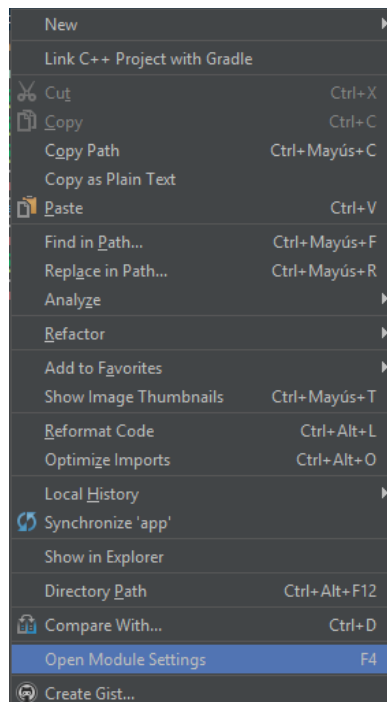 New
Link C++ Project with Gradle
Cut Ctrl+X
Copy Ctrl+C
Copy Path Ctrl+Mayús+C
Copy as Plain Text
Paste Ctrl+V
Find in Path... Ctrl+Mayús+F
Replace in Path... Ctrl+Mayús+R
Analyze
Refactor
Add to Favorites
Show Image Thumbnails Ctrl+Mayús+T
Reformat Code Ctrl+Alt+L
Optimize Imports Ctrl+Alt+O
Local History
Synchronize 'app'
Show in Explorer
Directory Path Ctrl+Alt+F12
Compare With... Ctrl+D
Open Module Settings F4
Create Gist...